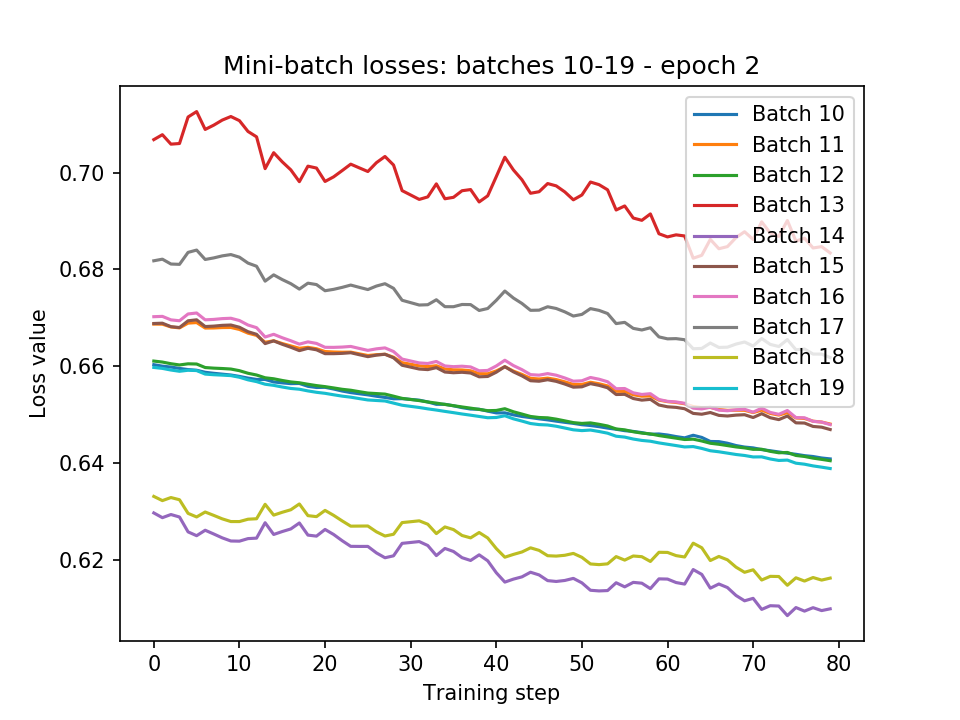 Mini-batch losses: batches 10-19 - epoch 2
Loss value
0.70
0.68
0.66
0.64
0.62
Batch 10
Batch 11
Batch 12
Batch 13
Batch 14
Batch 15
Batch 16
Batch 17
Batch 18
Batch 19
0 10 20 30 40 50 60 70 80
Training step